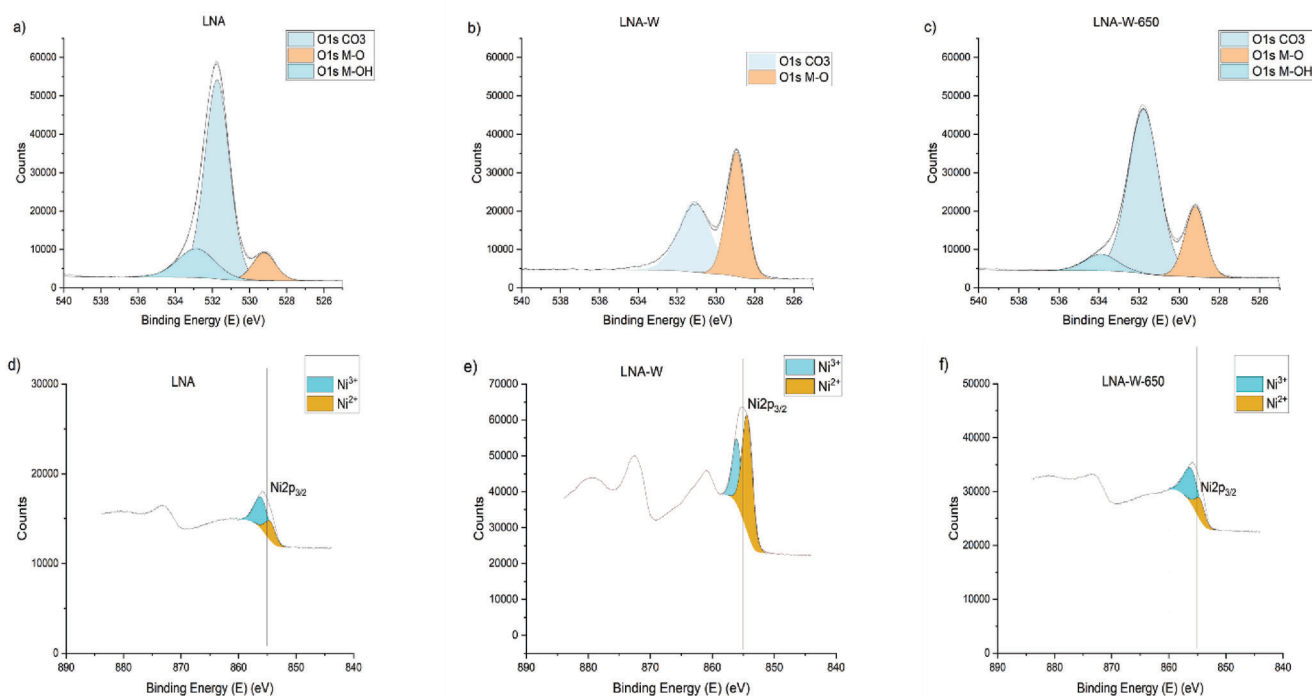 a)
LNA
O1s CO3
O1s M-O
O1s M-OH
60000
50000
40000
30000
20000
10000
0
Counts
540 538 536 534 532 530 528 526
Binding Energy (E) (eV)
b)
LNA-W
O1s CO3
O1s M-O
60000
50000
40000
30000
20000
10000
0
Counts
540 538 536 534 532 530 528 526
Binding Energy (E) (eV)
c)
LNA-W-650
O1s CO3
O1s M-O
O1s M-OH
60000
50000
40000
30000
20000
10000
0
Counts
540 538 536 534 532 530 528 526
Binding Energy (E) (eV)
d)
LNA
Ni3+
Ni2+
Ni2p3/2
30000
20000
10000
0
Counts
890 880 870 860 850 840
Binding Energy (E) (eV)
e)
LNA-W
Ni3+
Ni2+
Ni2p3/2
70000
60000
50000
40000
30000
20000
10000
0
Counts
890 880 870 860 850 840
Binding Energy (E) (eV)
f)
LNA-W-650
Ni3+
Ni2+
Ni2p3/2
50000
40000
30000
20000
10000
0
Counts
890 880 870 860 850 840
Binding Energy (E) (eV)